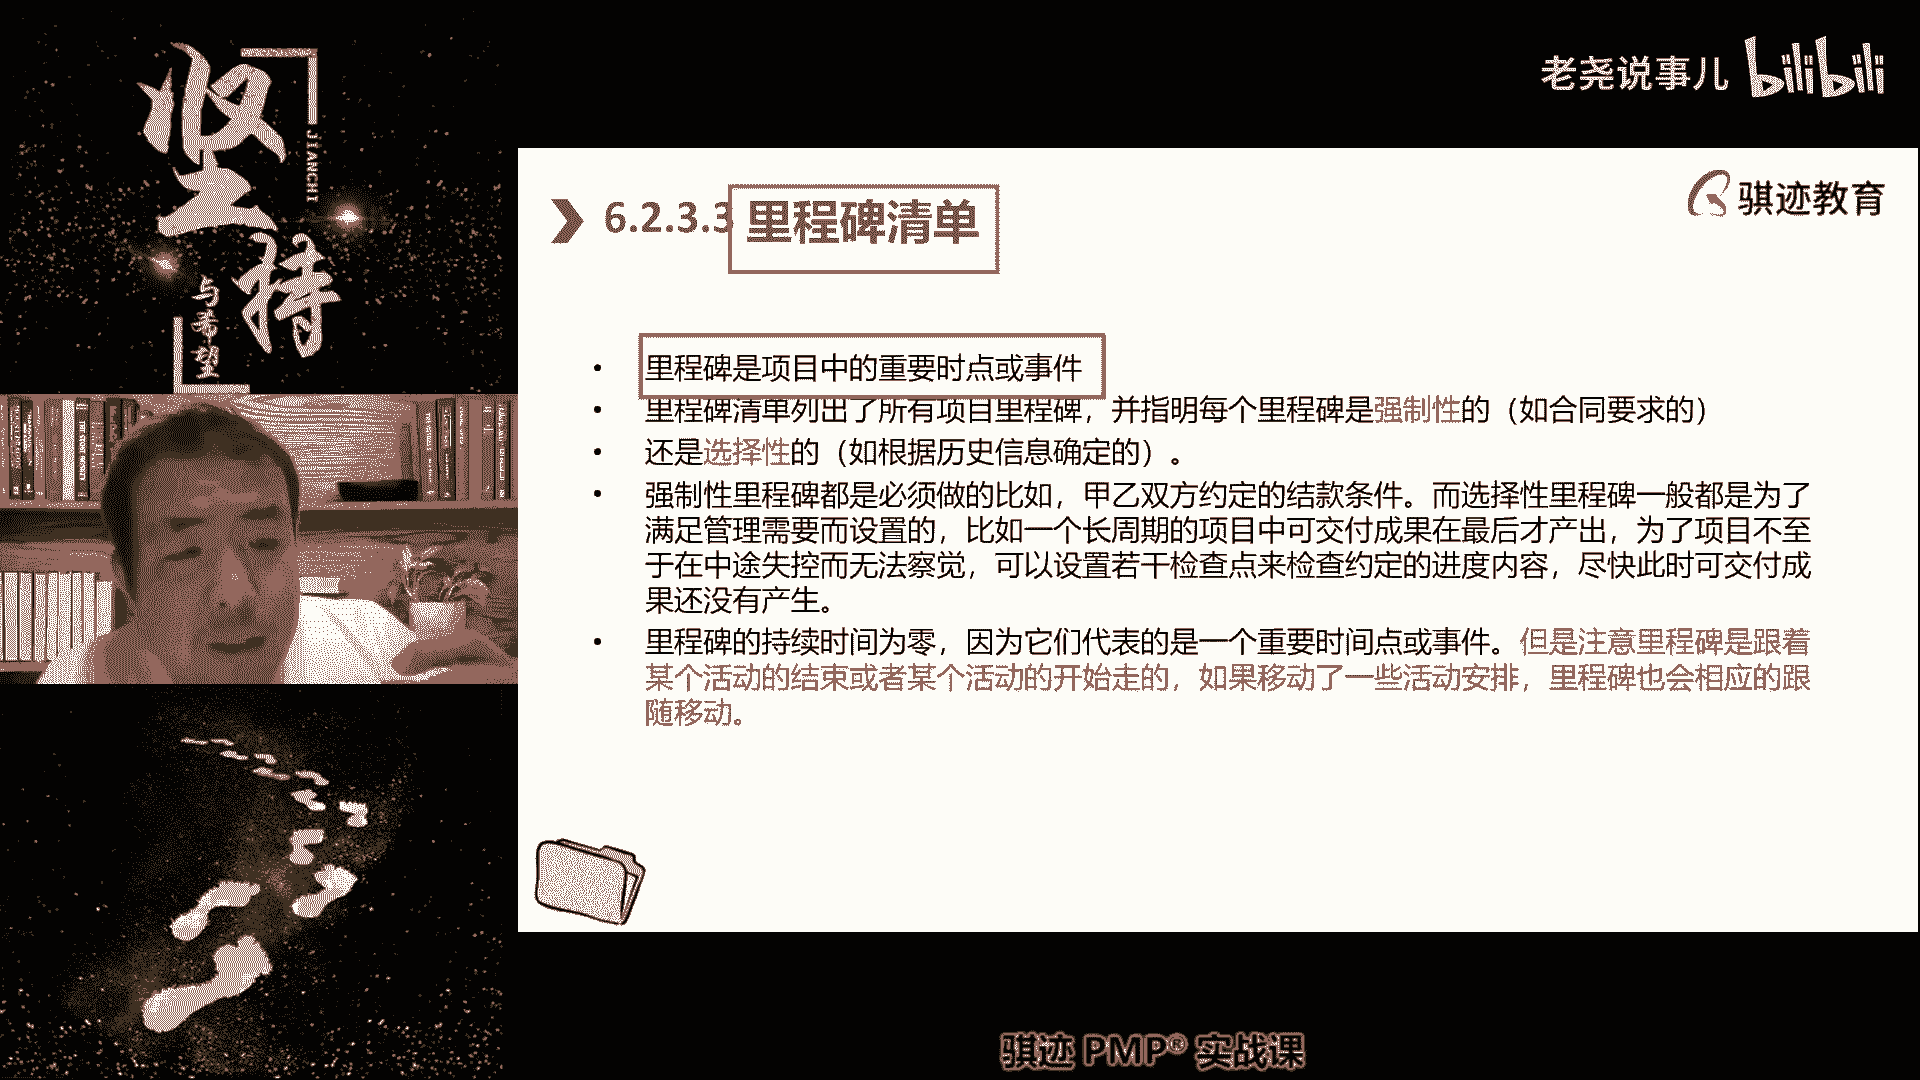 坚持
JIANCHI
与希望
老尧说事儿 bilibili
骐迹教育
6.2.3.3 里程碑清单
• 里程碑是项目中的重要时点或事件
• 里程碑清单列出了所有项目里程碑，并指明每个里程碑是强制性的（如合同要求的）
• 还是选择性的（如根据历史信息确定的）。
• 强制性里程碑都是必须做的比如，甲乙双方约定的结款条件。而选择性里程碑一般都是为了
满足管理需要而设置的，比如一个长周期的项目中可交付成果在最后才产出，为了项目不至
于在中途失控而无法察觉，可以设置若干检查点来检查约定的进度内容，尽快此时可交付成
果还没有产生。
• 里程碑的持续时间为零，因为它们代表的是一个重要时间点或事件。但是注意里程碑是跟着
某个活动的结束或者某个活动的开始走的，如果移动了一些活动安排，里程碑也会相应的跟
随移动。
骐迹 PMP® 实战课